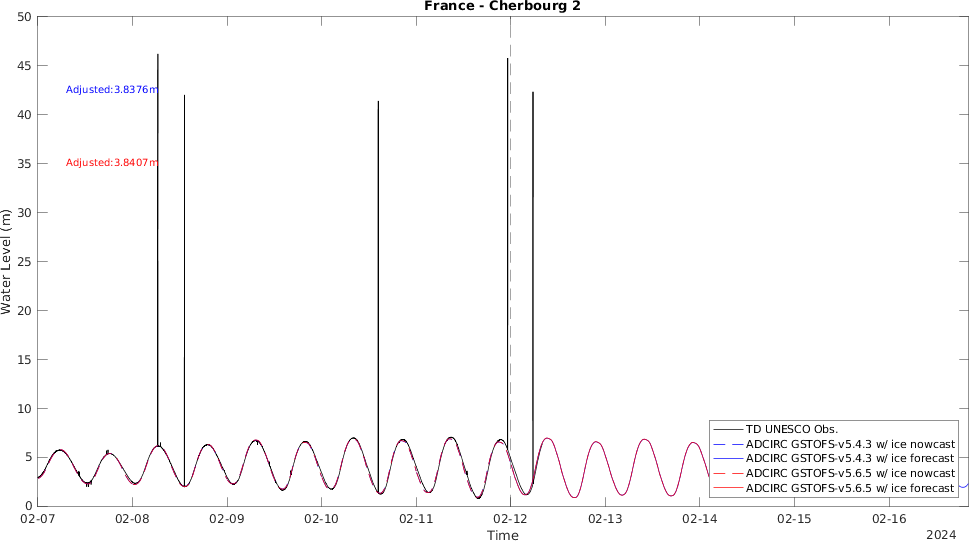 France - Cherbourg 2
50
45
40
35
30
25
20
15
10
5
0
Water Level (m)
Adjusted:3.8376m
Adjusted:3.8407m
TD UNESCO Obs.
ADCIRC GSTOFS-v5.4.3 w/ ice nowcast
ADCIRC GSTOFS-v5.4.3 w/ ice forecast
ADCIRC GSTOFS-v5.6.5 w/ ice nowcast
ADCIRC GSTOFS-v5.6.5 w/ ice forecast
02-07 02-08 02-09 02-10 02-11 02-12 02-13 02-14 02-15 02-16
Time
2024